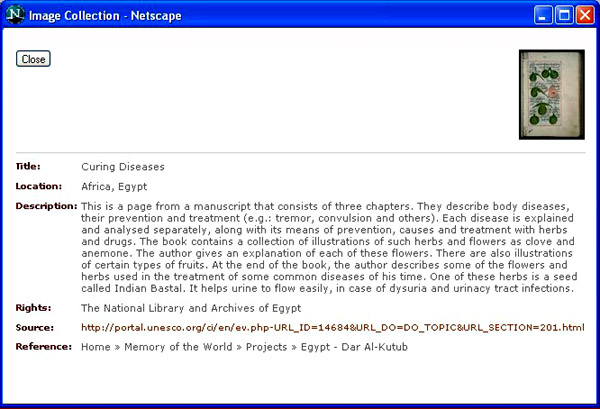 Image Collection - Netscape
Close
Title: Curing Diseases
Location: Africa, Egypt
Description: This is a page from a manuscript that consists of three chapters. They describe body diseases,
their prevention and treatment (e.g.: tremor, convulsion and others). Each disease is explained
and analysed separately, along with its means of prevention, causes and treatment with herbs
and drugs. The book contains a collection of illustrations of such herbs and flowers as clove and
anemone. The author gives an explanation of each of these flowers. There are also illustrations
of certain types of fruits. At the end of the book, the author describes some of the flowers and
herbs used in the treatment of some common diseases of his time. One of these herbs is a seed
called Indian Bastal. It helps urine to flow easily, in case of dysuria and urinacy tract infections.
Rights: The National Library and Archives of Egypt
Source: http://portal.unesco.org/ci/en/ev.php-URL_ID=14684&URL_DO=DO_TOPIC&URL_SECTION=201.html
Reference: Home » Memory of the World » Projects » Egypt - Dar Al-Kutub